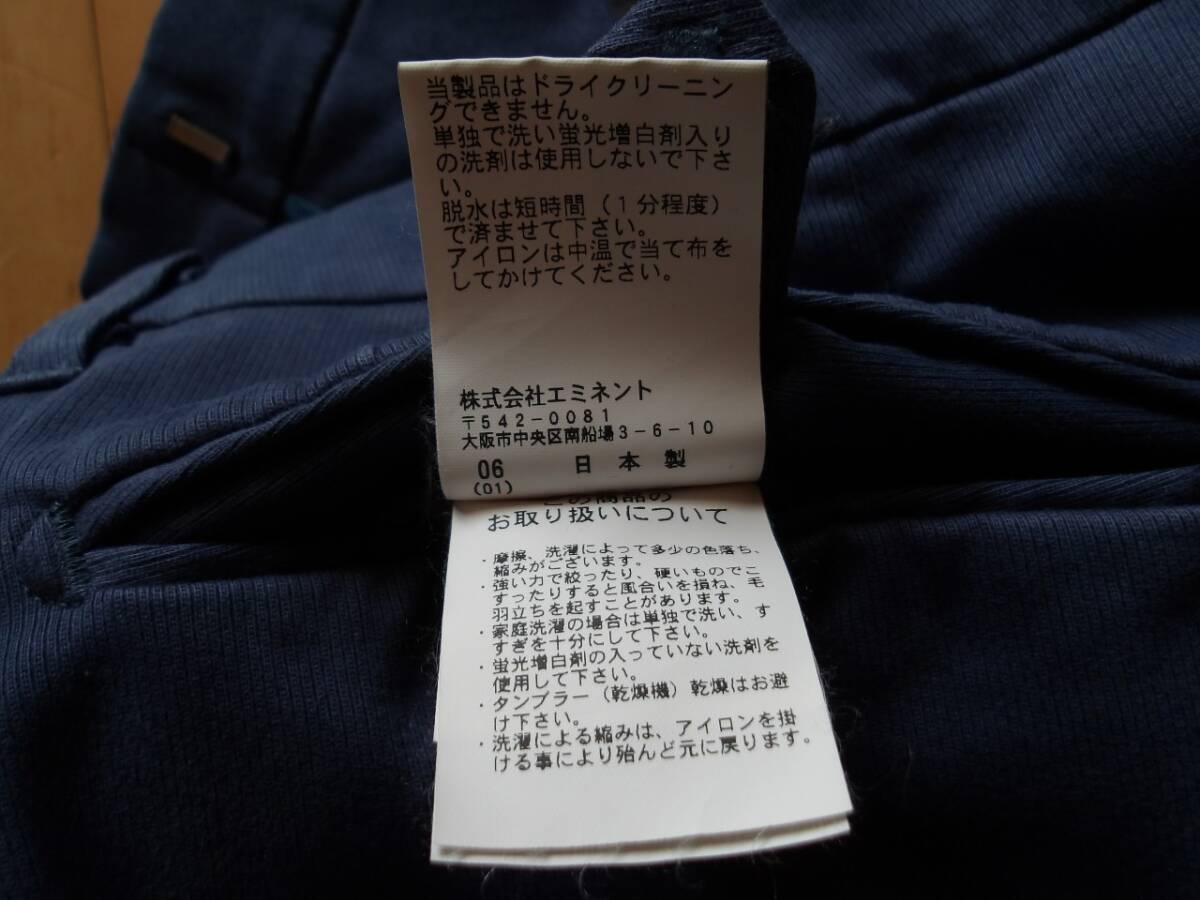 当製品はドライクリーニン
グできません。
単独で洗い蛍光増白剤入り
の洗剤は使用しないで下さ
い。
脱水は短時間（１分程度）
で済ませて下さい。
アイロンは中温で当て布を
してかけてください。
株式会社エミネント
〒５４２－００８１
大阪市中央区南船場３－６－１０
06 日本製
(01)
この商品の
お取り扱いについて
・摩擦、洗濯によって多少の色落ち、
縮みがございます。
・強い力で絞ったり、硬いものでこ
すったりすると風合いを損ね、毛
羽立ちを起すことがあります。
・家庭洗濯の場合は単独で洗い、す
すぎを十分にして下さい。
・蛍光増白剤の入っていない洗剤を
使用して下さい。
・タンブラー（乾燥機）乾燥はお避
け下さい。
・洗濯による縮みは、アイロンを掛
ける事により殆んど元に戻ります。